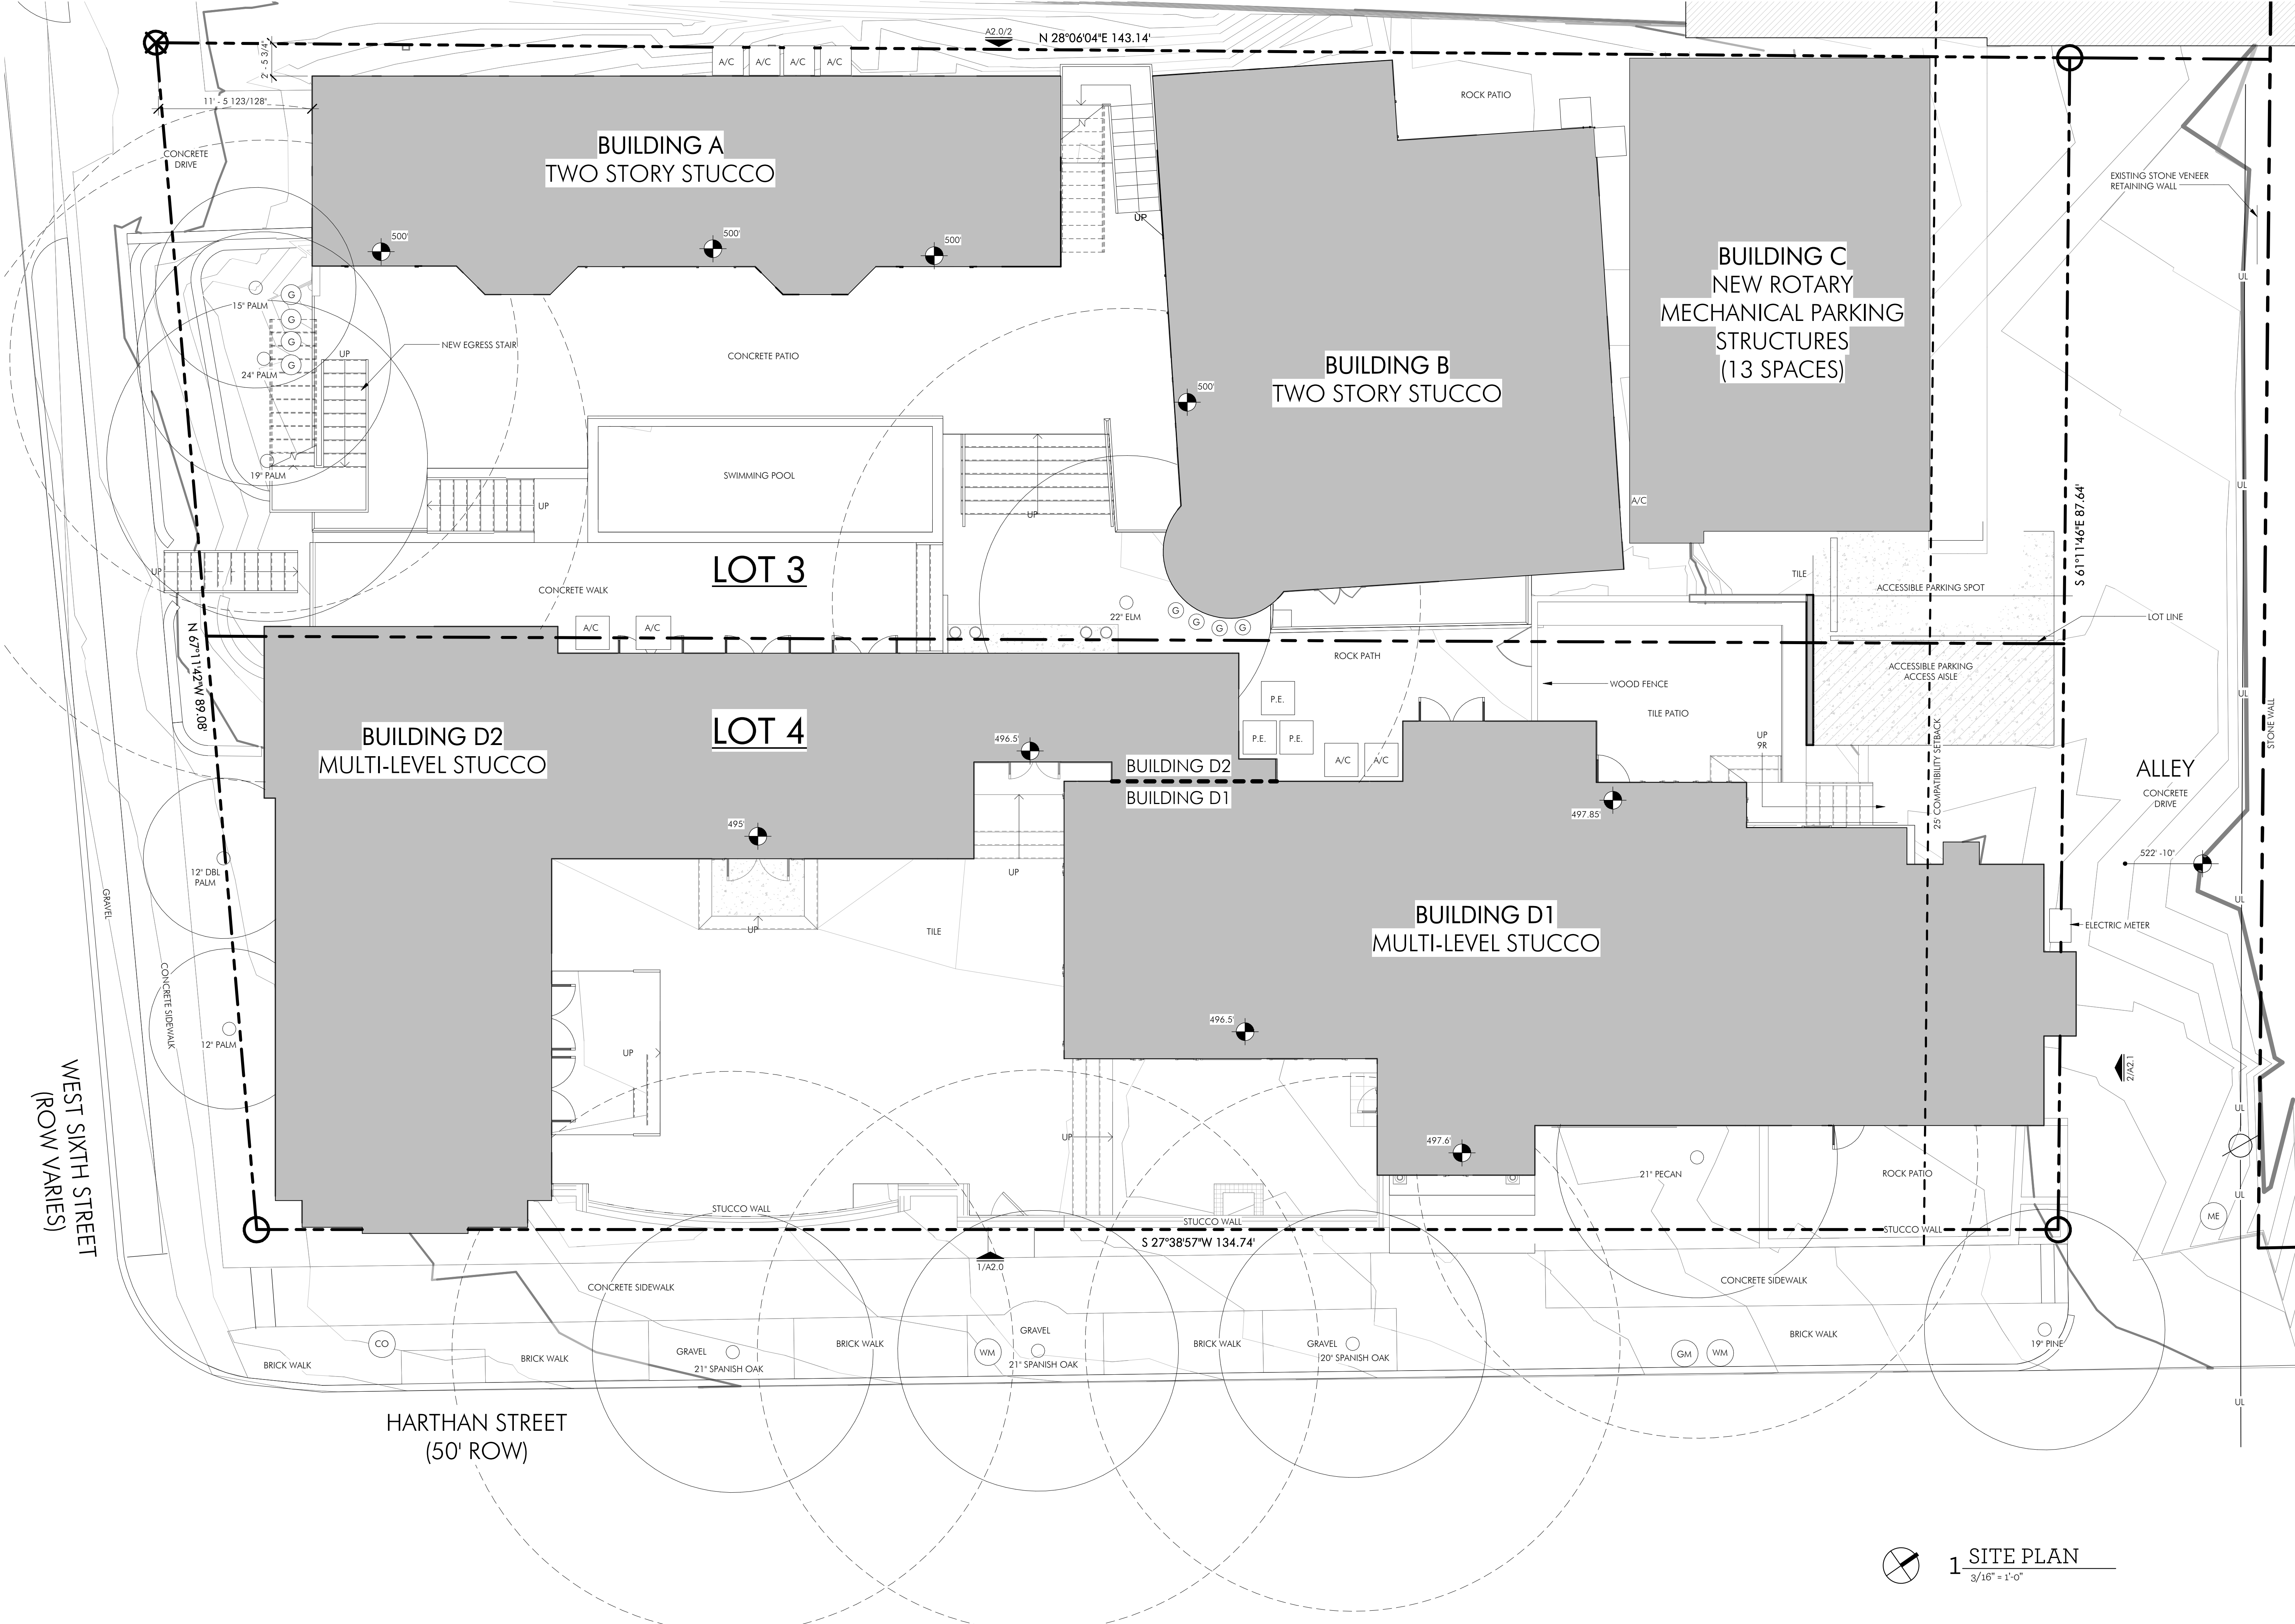 A2.0/2
N 28°06'04"E 143.14'
2' - 5 3/4"
11' - 5 123/128"
A/C
A/C
A/C
A/C
ROCK PATIO
CONCRETE
DRIVE
BUILDING A
TWO STORY STUCCO
EXISTING STONE VENEER
RETAINING WALL
UP
500'
500'
500'
BUILDING C
NEW ROTARY
MECHANICAL PARKING
STRUCTURES
(13 SPACES)
UL
15" PALM
G
G
G
G
UP
NEW EGRESS STAIR
24" PALM
CONCRETE PATIO
BUILDING B
TWO STORY STUCCO
500'
19" PALM
SWIMMING POOL
UP
UP
A/C
UL
S 61°11'46"E 87.64'
UP
LOT 3
CONCRETE WALK
TILE
ACCESSIBLE PARKING SPOT
22" ELM
G
G
G
G
LOT LINE
A/C
A/C
N 67°11'42"W 89.08'
ROCK PATH
ACCESSIBLE PARKING
ACCESS AISLE
WOOD FENCE
P.E.
UL
TILE PATIO
STONE WALL
LOT 4
BUILDING D2
MULTI-LEVEL STUCCO
496.5'
P.E.
P.E.
A/C
A/C
UP
9R
25' COMPATIBILITY SETBACK
BUILDING D2
BUILDING D1
ALLEY
CONCRETE
DRIVE
495'
497.85'
522' -10"
12" DBL
PALM
UP
GRAVEL
UL
BUILDING D1
MULTI-LEVEL STUCCO
UP
TILE
ELECTRIC METER
CONCRETE SIDEWALK
496.5'
12" PALM
UP
2/A2.1
WEST SIXTH STREET
(ROW VARIES)
UL
UP
497.6'
21" PECAN
ROCK PATIO
UL
STUCCO WALL
STUCCO WALL
STUCCO WALL
ME
S 27°38'57"W 134.74'
1/A2.0
CONCRETE SIDEWALK
CONCRETE SIDEWALK
CO
BRICK WALK
BRICK WALK
GRAVEL
21" SPANISH OAK
BRICK WALK
WM
GRAVEL
21" SPANISH OAK
BRICK WALK
GRAVEL
20" SPANISH OAK
GM
WM
BRICK WALK
19" PINE
UL
HARTHAN STREET
(50' ROW)
1 SITE PLAN
3/16" = 1'-0"